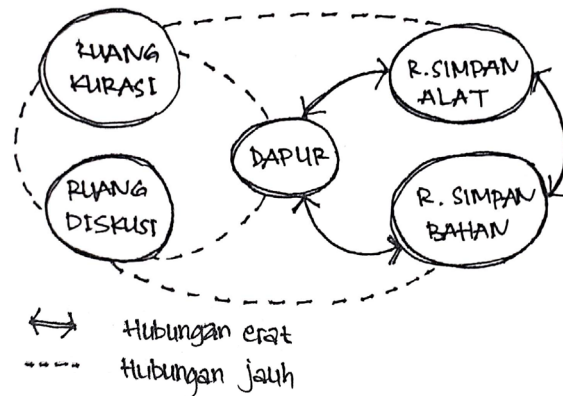 RUANG
KURASI
R. SIMPAN
ALAT
DAPUR
RUANG
DISKUSI
R. SIMPAN
BAHAN
Hubungan erat
Hubungan jauh